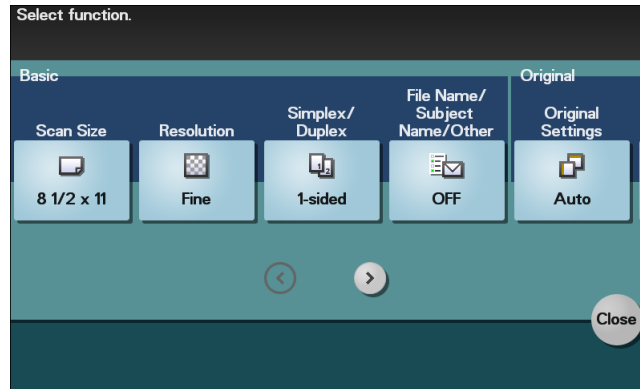 Select function.
Basic
Original
Scan Size
Resolution
Simplex/
Duplex
File Name/
Subject
Name/Other
Original
Settings
8 1/2 x 11
Fine
1-sided
OFF
Auto
Close